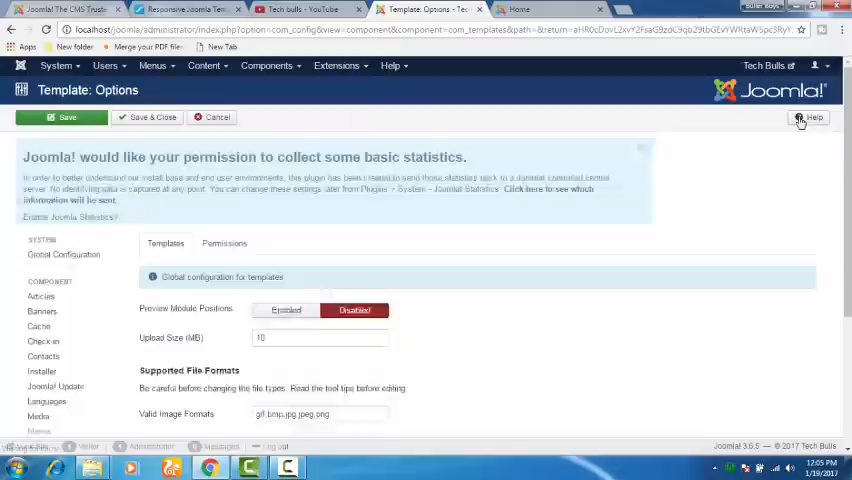 Joomla! The CMS Trust
Responsive Joomla Tem
Tech bulls - YouTube
Template: Options - Tec
Home
Buller Boys
localhost/joomla/administrator/index.php?option=com_config&view=component&component=com_templates&path=&return=
Apps
New folder
Merge your PDF files
New Tab
System
Users
Menus
Content
Components
Extensions
Help
Tech Bulls
Template: Options
Joomla!
Save
Save & Close
Cancel
Help
Joomla! would like your permission to collect some basic statistics.
In order to better understand our install base and end user environments, this plugin has been created to send those statistics back to a Joomla controlled central
server. No identifying data is captured at any point. You can change these settings later from Plugins > System - Joomla! Statistics. Click here to see which
information will be sent.
Enable Joomla Statistics?
SYSTEM
Global Configuration
COMPONENT
Articles
Banners
Cache
Check-in
Contacts
Installer
Joomla! Update
Languages
Media
Menus
Templates
Permissions
Global configuration for templates
Preview Module Positions
Enabled
Disabled
Upload Size (MB)
10
Supported File Formats
Be careful before changing the file types. Read the tool tips before editing
Valid Image Formats
gif,bmp,jpg,jpeg,png
Visitor
Administrator
Messages
Log out
Joomla! 3.6.5 — © 2017 Tech Bulls
12:05 PM
1/19/2017